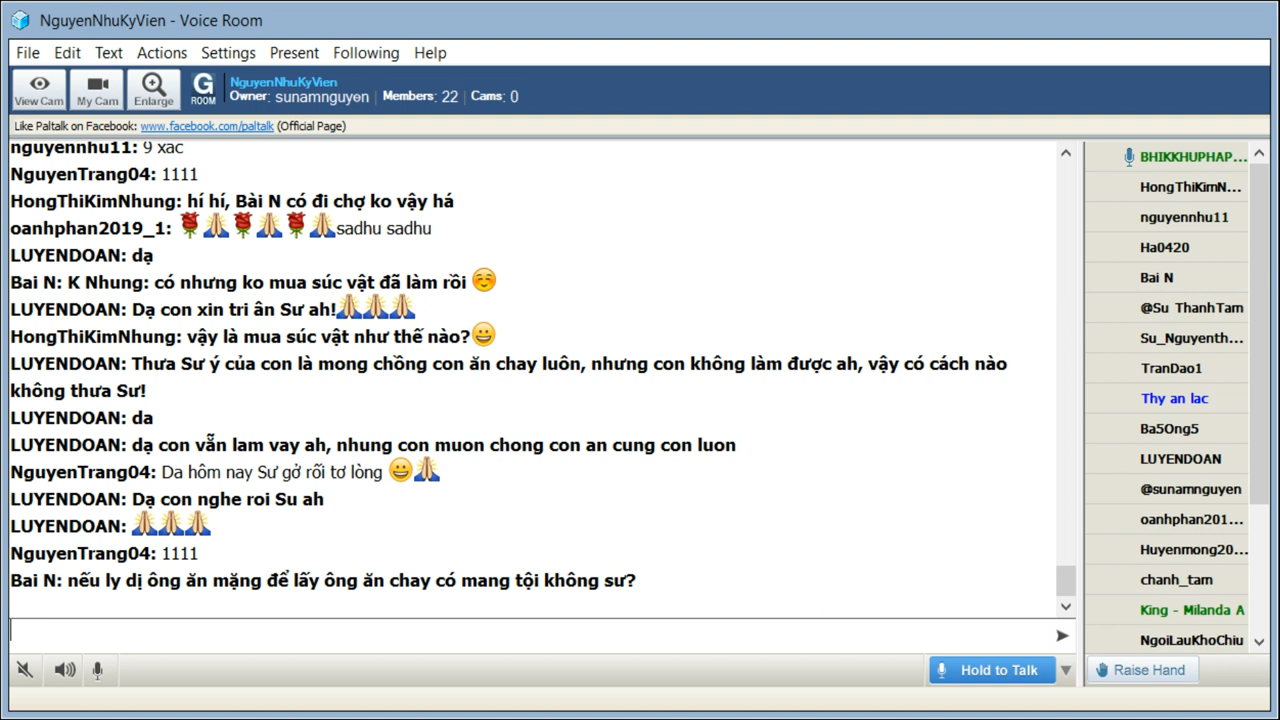 NguyenNhuKyVien - Voice Room
File Edit Text Actions Settings Present Following Help
View Cam My Cam Enlarge G ROOM
NguyenNhuKyVien
Owner: sunamnguyen | Members: 22 | Cams: 0
Like Paltalk on Facebook: www.facebook.com/paltalk (Official Page)
nguyennhu11: 9 xac
NguyenTrang04: 1111
HongThiKimNhung: hí hí, Bài N có đi chợ ko vậy há
oanhphan2019_1: 🌹🙏🌹🙏🌹🙏sadhu sadhu
LUYENDOAN: dạ
Bai N: K Nhung: có nhưng ko mua súc vật đã làm rồi ☺️
LUYENDOAN: Dạ con xin tri ân Sư ah!🙏🙏🙏
HongThiKimNhung: vậy là mua súc vật như thế nào?😀
LUYENDOAN: Thưa Sư ý của con là mong chồng con ăn chay luôn, nhưng con không làm được ah, vậy có cách nào
không thưa Sư!
LUYENDOAN: da
LUYENDOAN: dạ con vẫn lam vay ah, nhung con muon chong con an cung con luon
NguyenTrang04: Da hôm nay Sư gở rối tơ lòng 😀🙏
LUYENDOAN: Dạ con nghe roi Su ah
LUYENDOAN: 🙏🙏🙏
NguyenTrang04: 1111
Bai N: nếu ly dị ông ăn mặng để lấy ông ăn chay có mang tội không sư?
BHIKKHUPHAP...
HongThiKimN...
nguyennhu11
Ha0420
Bai N
@Su ThanhTam
Su_Nguyenth...
TranDao1
Thy an lac
Ba5Ong5
LUYENDOAN
@sunamnguyen
oanhphan201...
Huyenmong20...
chanh_tam
King - Milanda A
NgoiLauKhoChiu
Hold to Talk
Raise Hand